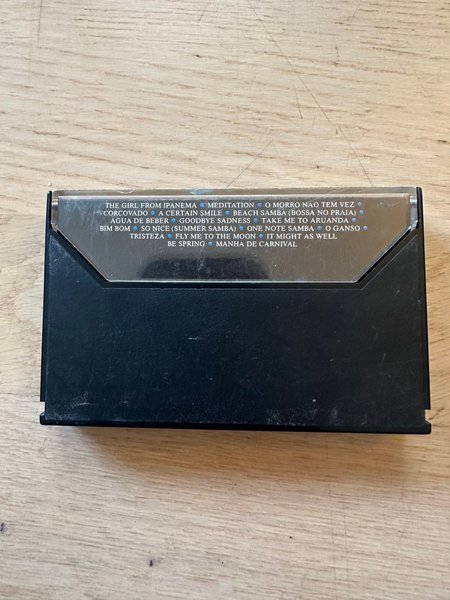 THE GIRL FROM IPANEMA • MEDITATION • O MORRO NÃO TEM VEZ •
CORCOVADO • A CERTAIN SMILE • BEACH SAMBA (BOSSA NO PRAIA) •
AGUA DE BEBER • GOODBYE SADNESS • TAKE ME TO ARUANDA •
BIM BOM • SO NICE (SUMMER SAMBA) • ONE NOTE SAMBA • O GANSO •
TRISTEZA • FLY ME TO THE MOON • IT MIGHT AS WELL
BE SPRING • MANHA DE CARNIVAL